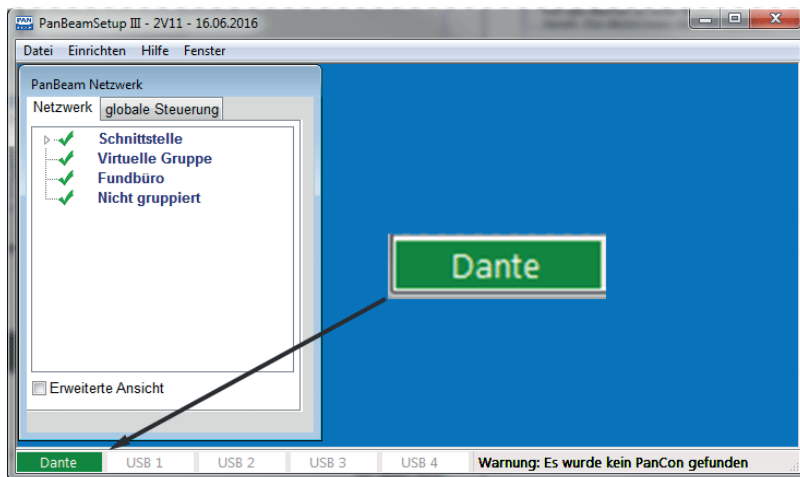 PanBeamSetup III - 2V11 - 16.06.2016
Datei Einrichten Hilfe Fenster
PanBeam Netzwerk
Netzwerk globale Steuerung
Schnittstelle
Virtuelle Gruppe
Fundbüro
Nicht gruppiert
Dante
Erweiterte Ansicht
Dante USB 1 USB 2 USB 3 USB 4 Warnung: Es wurde kein PanCon gefunden